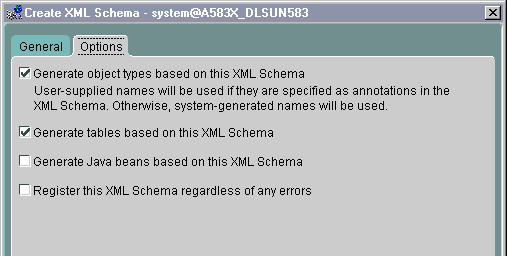 Create XML Schema - system@A583X_DLSUN583
General Options
Generate object types based on this XML Schema
User-supplied names will be used if they are specified as annotations in the
XML Schema. Otherwise, system-generated names will be used.
Generate tables based on this XML Schema
Generate Java beans based on this XML Schema
Register this XML Schema regardless of any errors